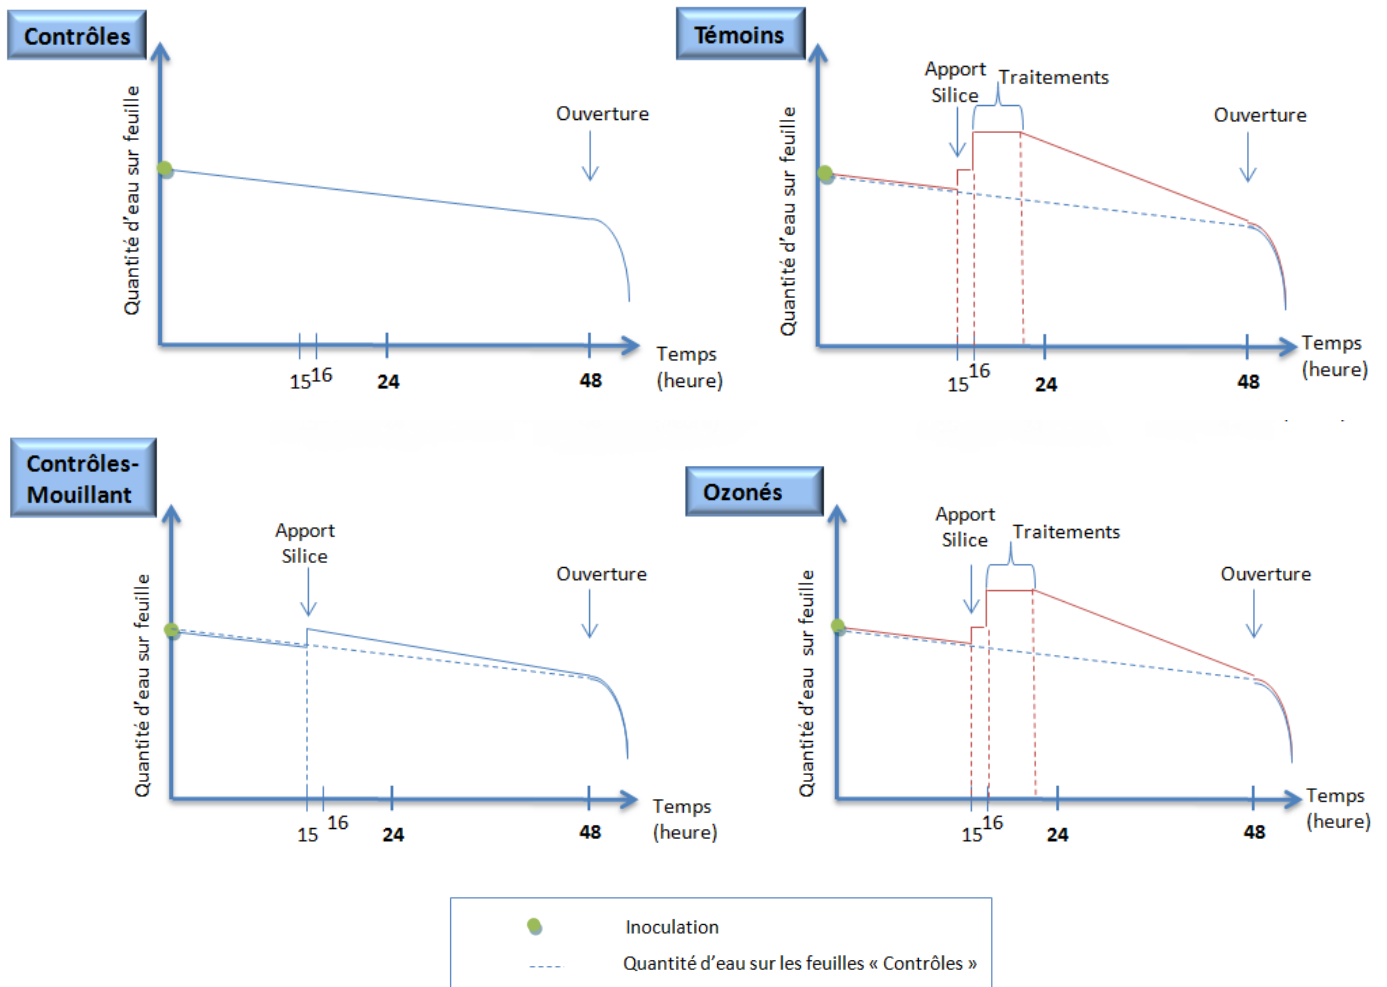 Contrôles
Quantité d'eau sur feuille
Ouverture
15
16
24
48
Temps
(heure)
Témoins
Quantité d'eau sur feuille
Apport
Silice
Traitements
Ouverture
15
16
24
48
Temps
(heure)
Contrôles-
Mouillant
Quantité d'eau sur feuille
Apport
Silice
Ouverture
15
16
24
48
Temps
(heure)
Ozonés
Quantité d'eau sur feuille
Apport
Silice
Traitements
Ouverture
15
16
24
48
Temps
(heure)
Inoculation
Quantité d'eau sur les feuilles « Contrôles »